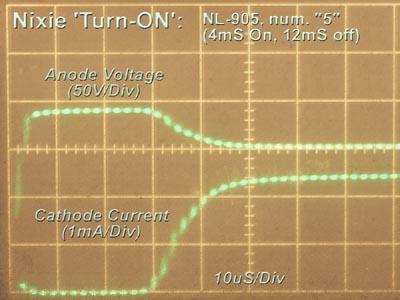 Nixie 'Turn-ON':
NL-905, num. "5"
(4mS On, 12mS off)
Anode Voltage
(50V/Div)
Cathode Current
(1mA/Div)
10uS/Div